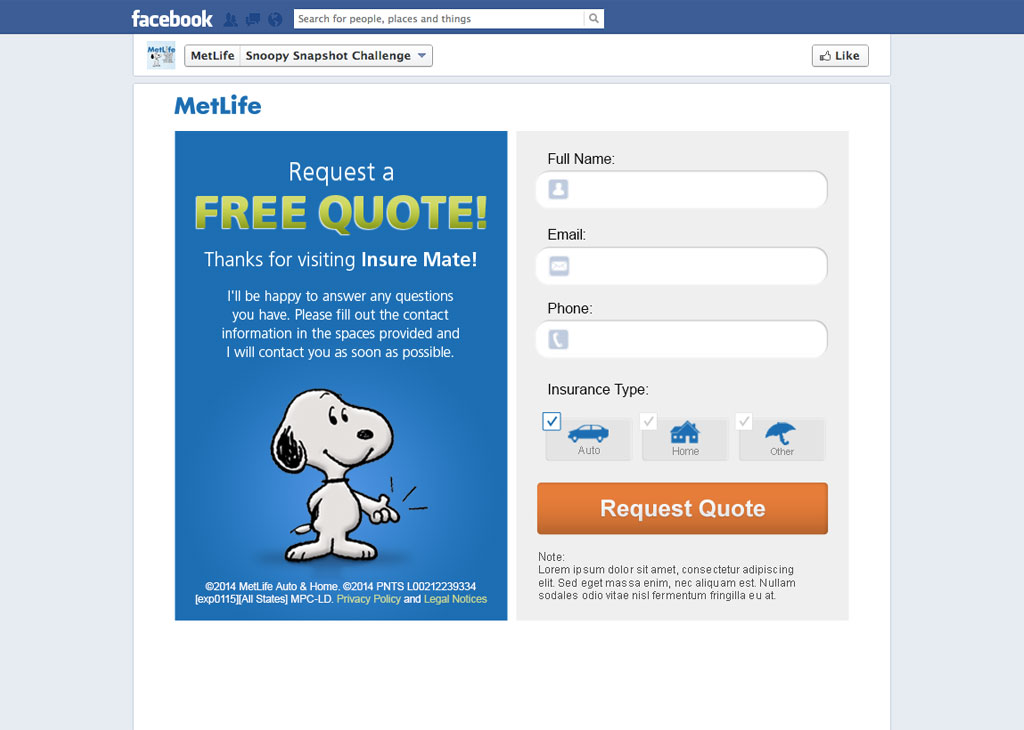 facebook
Search for people, places and things
MetLife
MetLife Snoopy Snapshot Challenge
Like
MetLife
Request a
FREE QUOTE!
Thanks for visiting Insure Mate!
I'll be happy to answer any questions
you have. Please fill out the contact
information in the spaces provided and
I will contact you as soon as possible.
©2014 MetLife Auto & Home. ©2014 PNTS L00212239334
[exp0115][All States] MPC-LD. Privacy Policy and Legal Notices
Full Name:
Email:
Phone:
Insurance Type:
Auto
Home
Other
Request Quote
Note:
Lorem ipsum dolor sit amet, consectetur adipiscing
elit. Sed eget massa enim, nec aliquam est. Nullam
sodales odio vitae nisl fermentum fringilla eu at.